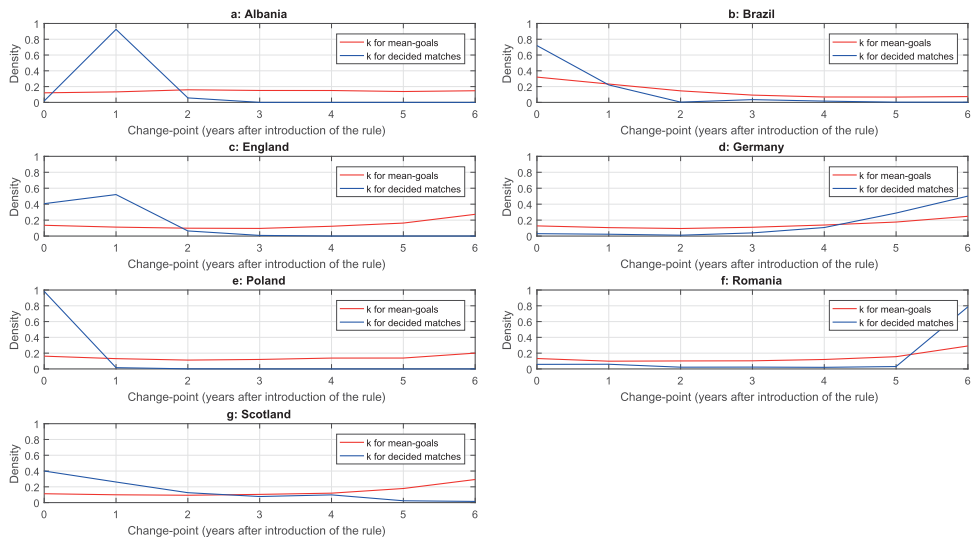 a: Albania
1
0.8
0.6
0.4
0.2
0
Density
k for mean-goals
k for decided matches
0 1 2 3 4 5 6
Change-point (years after introduction of the rule)
b: Brazil
1
0.8
0.6
0.4
0.2
0
Density
k for mean-goals
k for decided matches
0 1 2 3 4 5 6
Change-point (years after introduction of the rule)
c: England
1
0.8
0.6
0.4
0.2
0
Density
k for mean-goals
k for decided matches
0 1 2 3 4 5 6
Change-point (years after introduction of the rule)
d: Germany
1
0.8
0.6
0.4
0.2
0
Density
k for mean-goals
k for decided matches
0 1 2 3 4 5 6
Change-point (years after introduction of the rule)
e: Poland
1
0.8
0.6
0.4
0.2
0
Density
k for mean-goals
k for decided matches
0 1 2 3 4 5 6
Change-point (years after introduction of the rule)
f: Romania
1
0.8
0.6
0.4
0.2
0
Density
k for mean-goals
k for decided matches
0 1 2 3 4 5 6
Change-point (years after introduction of the rule)
g: Scotland
1
0.8
0.6
0.4
0.2
0
Density
k for mean-goals
k for decided matches
0 1 2 3 4 5 6
Change-point (years after introduction of the rule)